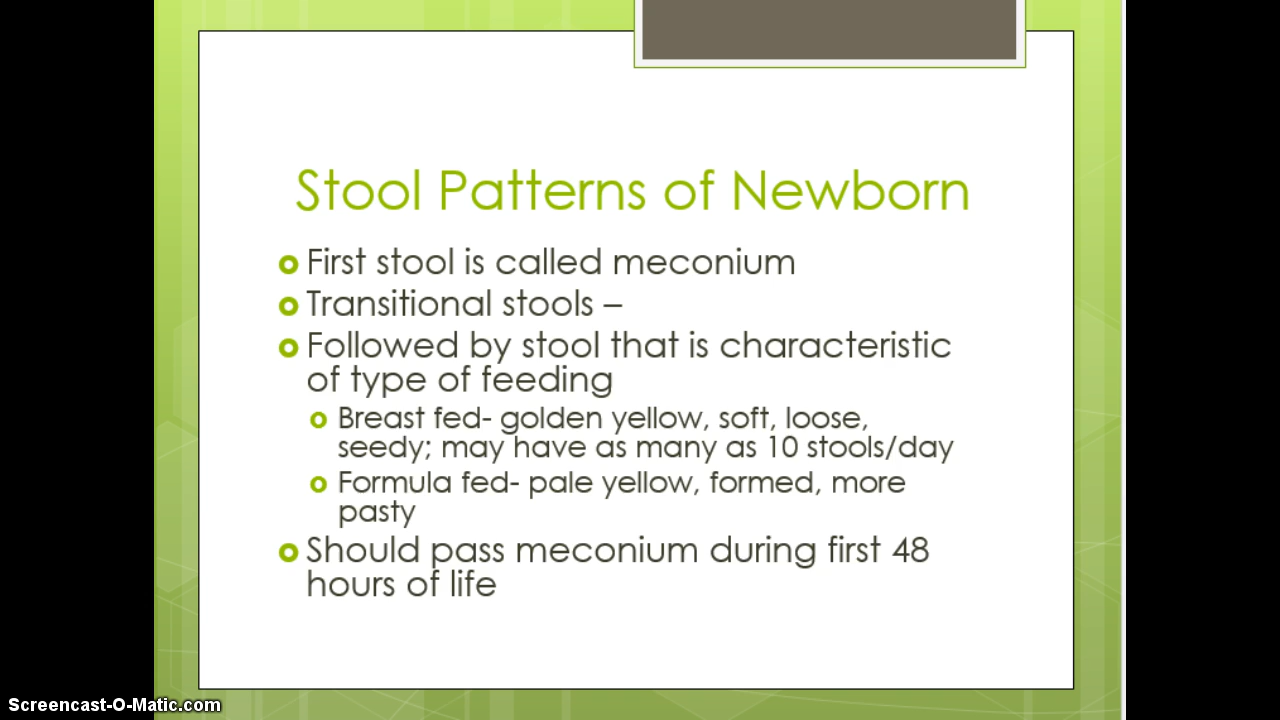 Stool Patterns of Newborn
First stool is called meconium
Transitional stools –
Followed by stool that is characteristic
of type of feeding
Breast fed- golden yellow, soft, loose,
seedy; may have as many as 10 stools/day
Formula fed- pale yellow, formed, more
pasty
Should pass meconium during first 48
hours of life
Screencast-O-Matic.com